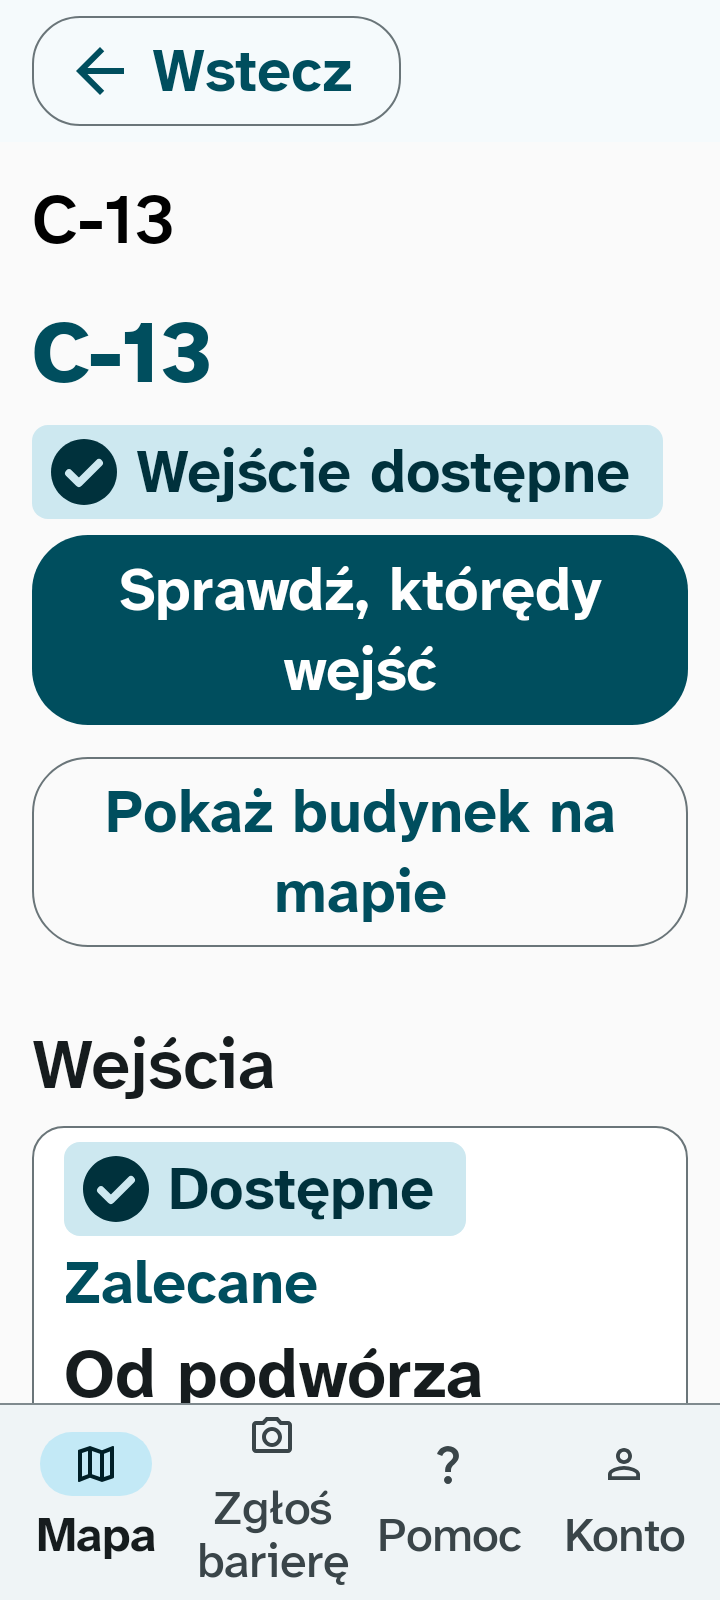 Wstecz
C-13
C-13
Wejście dostępne
Sprawdź, którędy
wejść
Pokaż budynek na
mapie
Wejścia
Dostępne
Zalecane
Od podwórza
Mapa
Zgłoś
barierę
Pomoc
Konto